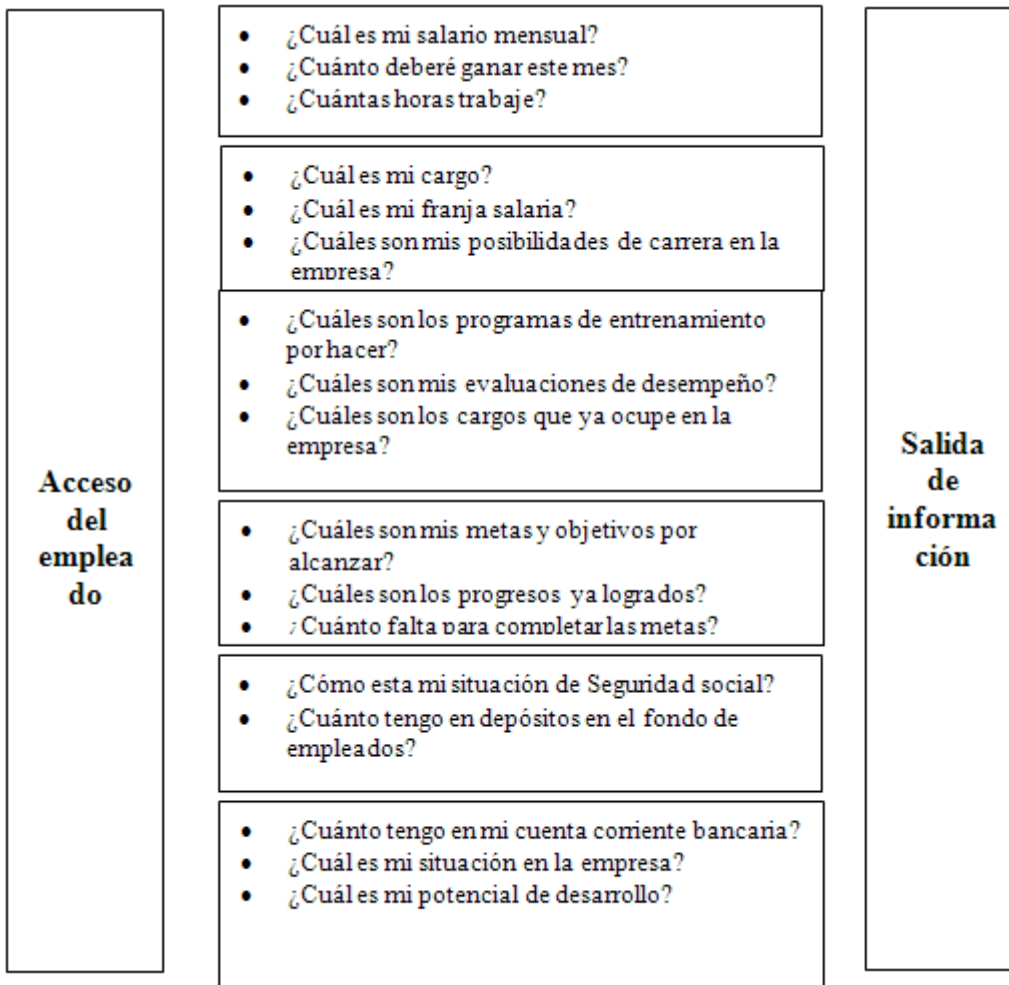 ¿Cuál es mi salario mensual?
¿Cuánto deberé ganar este mes?
¿Cuántas horas trabaje?
¿Cuál es mi cargo?
¿Cuál es mi franja salaria?
¿Cuáles son mis posibilidades de carrera en la
empresa?
¿Cuáles son los programas de entrenamiento
por hacer?
¿Cuáles son mis evaluaciones de desempeño?
¿Cuáles son los cargos que ya ocupe en la
empresa?
Acceso
del
emplea
do
¿Cuáles son mis metas y objetivos por
alcanzar?
¿Cuáles son los progresos ya logrados?
¿Cuánto falta para completar las metas?
¿Cómo esta mi situación de Seguridad social?
¿Cuánto tengo en depósitos en el fondo de
empleados?
¿Cuánto tengo en mi cuenta corriente bancaria?
¿Cuál es mi situación en la empresa?
¿Cuál es mi potencial de desarrollo?
Salida
de
informa
ción